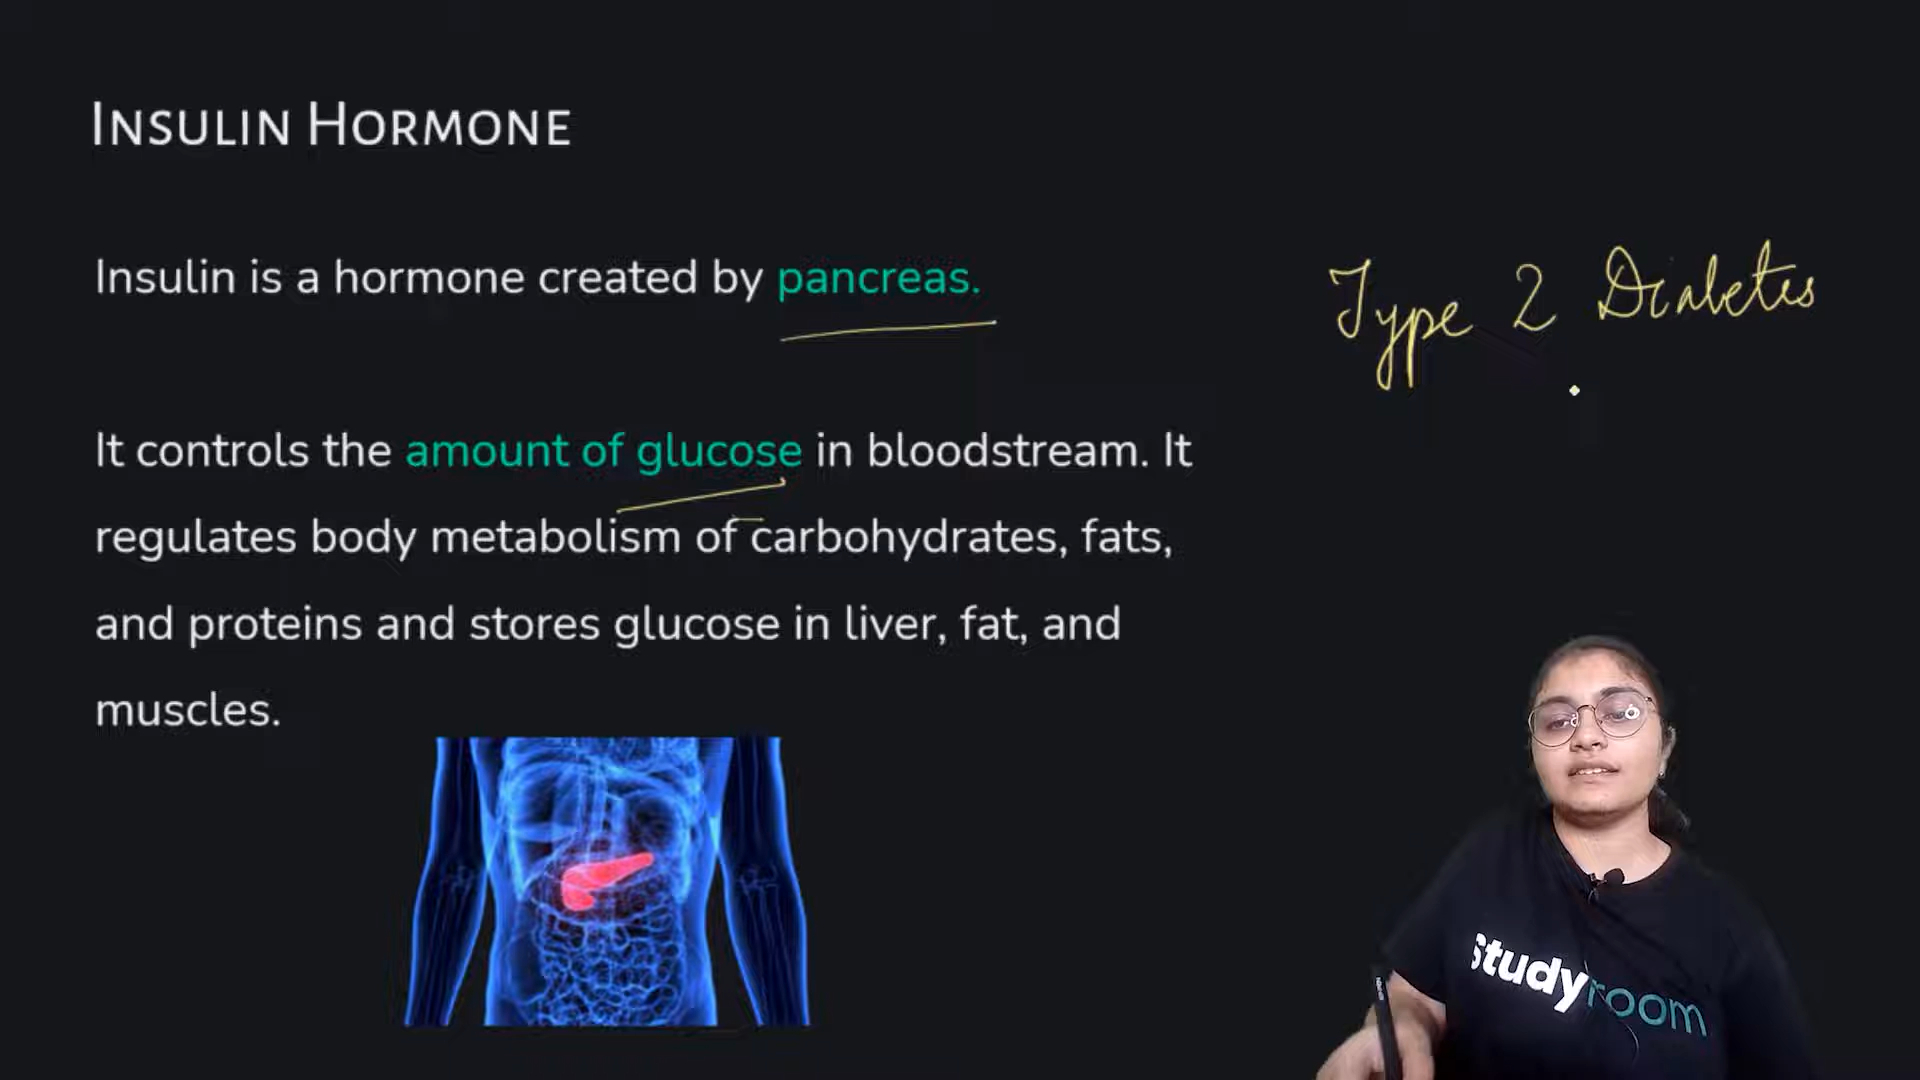 INSULIN HORMONE
Insulin is a hormone created by pancreas.
Type 2 Diabetes
It controls the amount of glucose in bloodstream. It
regulates body metabolism of carbohydrates, fats,
and proteins and stores glucose in liver, fat, and
muscles.
Studyroom